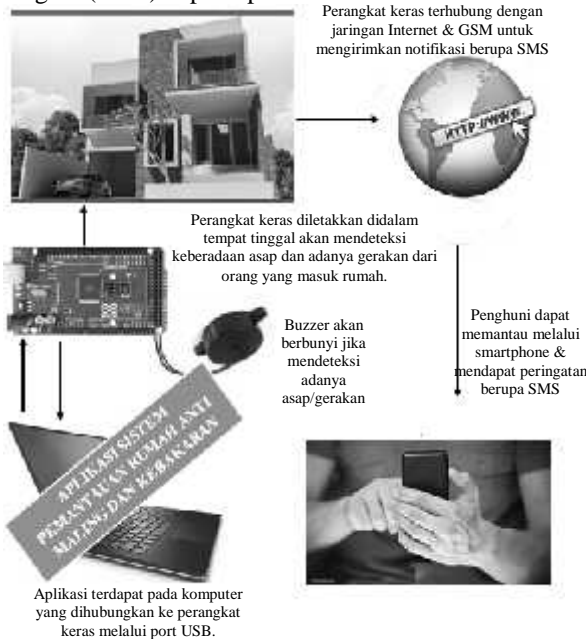 Perangkat keras terhubung dengan
jaringan Internet & GSM untuk
mengirimkan notifikasi berupa SMS
HTTP://WWW
Perangkat keras diletakkan didalam
tempat tinggal akan mendeteksi
keberadaan asap dan adanya gerakan dari
orang yang masuk rumah.
Buzzer akan
berbunyi jika
mendeteksi
adanya
asap/gerakan
Penghuni dapat
memantau melalui
smartphone &
mendapat peringatan
berupa SMS
APLIKASI SISTEM
PEMANTAUAN RUMAH ANTI
MALING DAN KEBAKARAN
Aplikasi terdapat pada komputer
yang dihubungkan ke perangkat
keras melalui port USB.